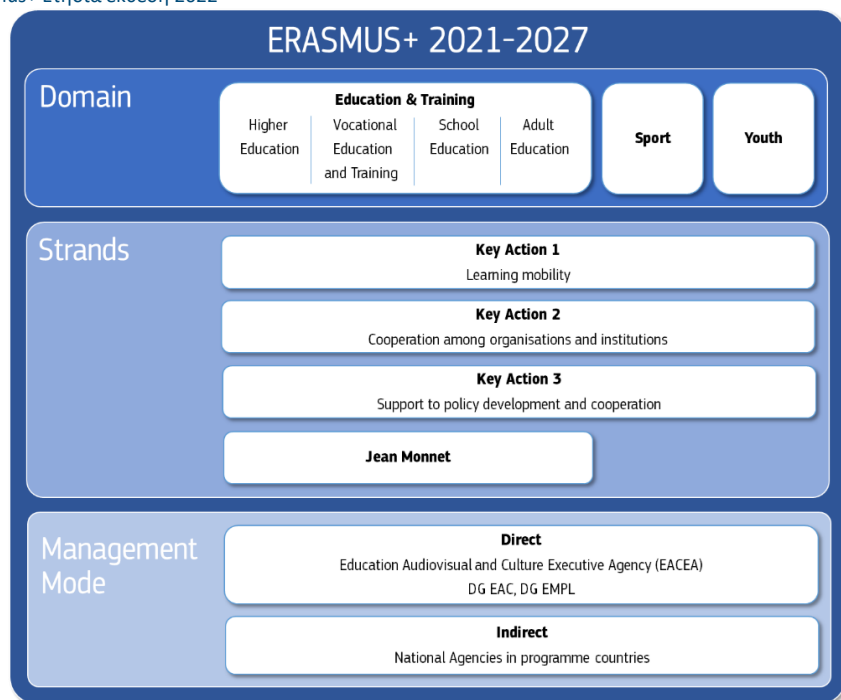 ετήσια έκθεση 2022
ERASMUS+ 2021-2027
Domain
Education & Training
Higher Education
Vocational Education and Training
School Education
Adult Education
Sport
Youth
Strands
Key Action 1
Learning mobility
Key Action 2
Cooperation among organisations and institutions
Key Action 3
Support to policy development and cooperation
Jean Monnet
Management
Mode
Direct
Education Audiovisual and Culture Executive Agency (EACEA)
DG EAC, DG EMPL
Indirect
National Agencies in programme countries